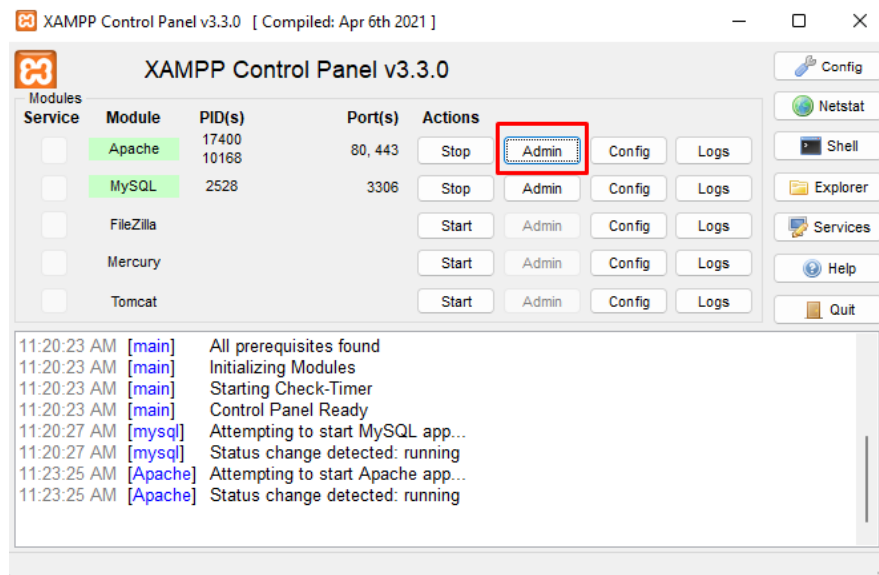 XAMPP Control Panel v3.3.0 [ Compiled: Apr 6th 2021 ]
XAMPP Control Panel v3.3.0
Config
Modules
Service Module PID(s) Port(s) Actions
Netstat
Apache 17400 10168 80, 443 Stop Admin Config Logs
Shell
MySQL 2528 3306 Stop Admin Config Logs
Explorer
FileZilla Start Admin Config Logs
Services
Mercury Start Admin Config Logs
Help
Tomcat Start Admin Config Logs
Quit
11:20:23 AM [main] All prerequisites found
11:20:23 AM [main] Initializing Modules
11:20:23 AM [main] Starting Check-Timer
11:20:23 AM [main] Control Panel Ready
11:20:27 AM [mysql] Attempting to start MySQL app...
11:20:27 AM [mysql] Status change detected: running
11:23:25 AM [Apache] Attempting to start Apache app...
11:23:25 AM [Apache] Status change detected: running